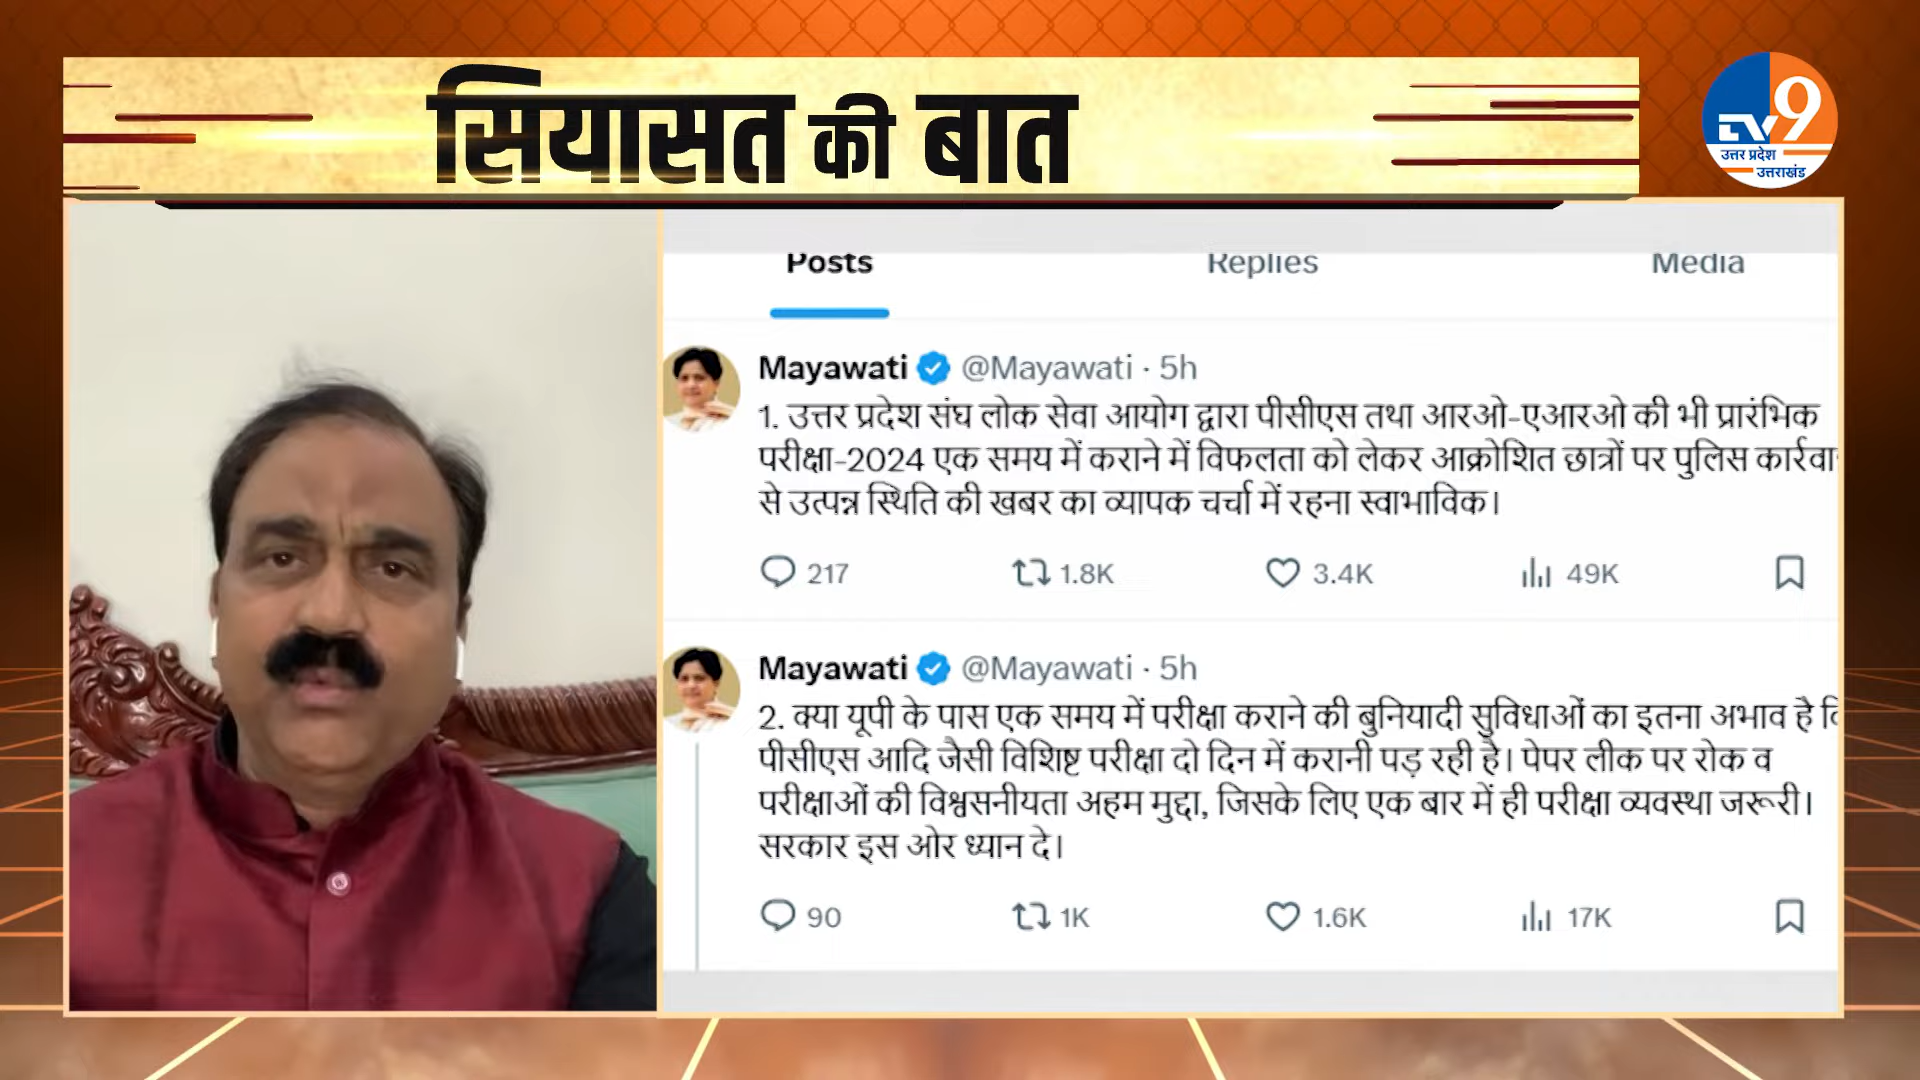 सियासत की बात
TV9
उत्तर प्रदेश
उत्तराखंड
Posts Replies Media
Mayawati @Mayawati · 5h
1. उत्तर प्रदेश संघ लोक सेवा आयोग द्वारा पीसीएस तथा आरओ-एआरओ की भी प्रारंभिक
परीक्षा-2024 एक समय में कराने में विफलता को लेकर आक्रोशित छात्रों पर पुलिस कार्रवा
से उत्पन्न स्थिति की खबर का व्यापक चर्चा में रहना स्वाभाविक।
217 1.8K 3.4K 49K
Mayawati @Mayawati · 5h
2. क्या यूपी के पास एक समय में परीक्षा कराने की बुनियादी सुविधाओं का इतना अभाव है
पीसीएस आदि जैसी विशिष्ट परीक्षा दो दिन में करानी पड़ रही है। पेपर लीक पर रोक व
परीक्षाओं की विश्वसनीयता अहम मुद्दा, जिसके लिए एक बार में ही परीक्षा व्यवस्था जरूरी।
सरकार इस ओर ध्यान दे।
90 1K 1.6K 17K